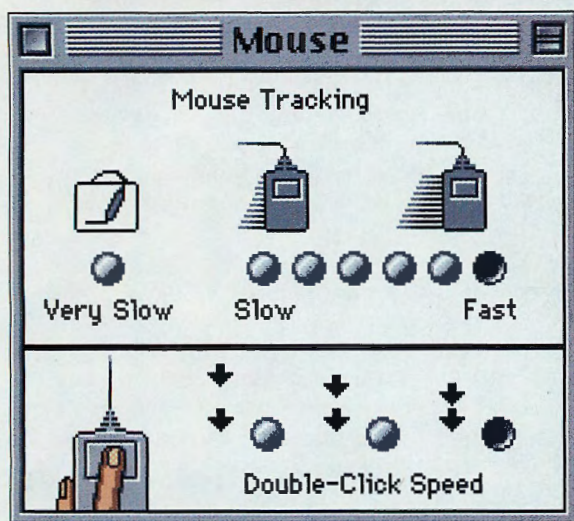 Mouse
Mouse Tracking
Very Slow
Slow
Fast
Double-Click Speed